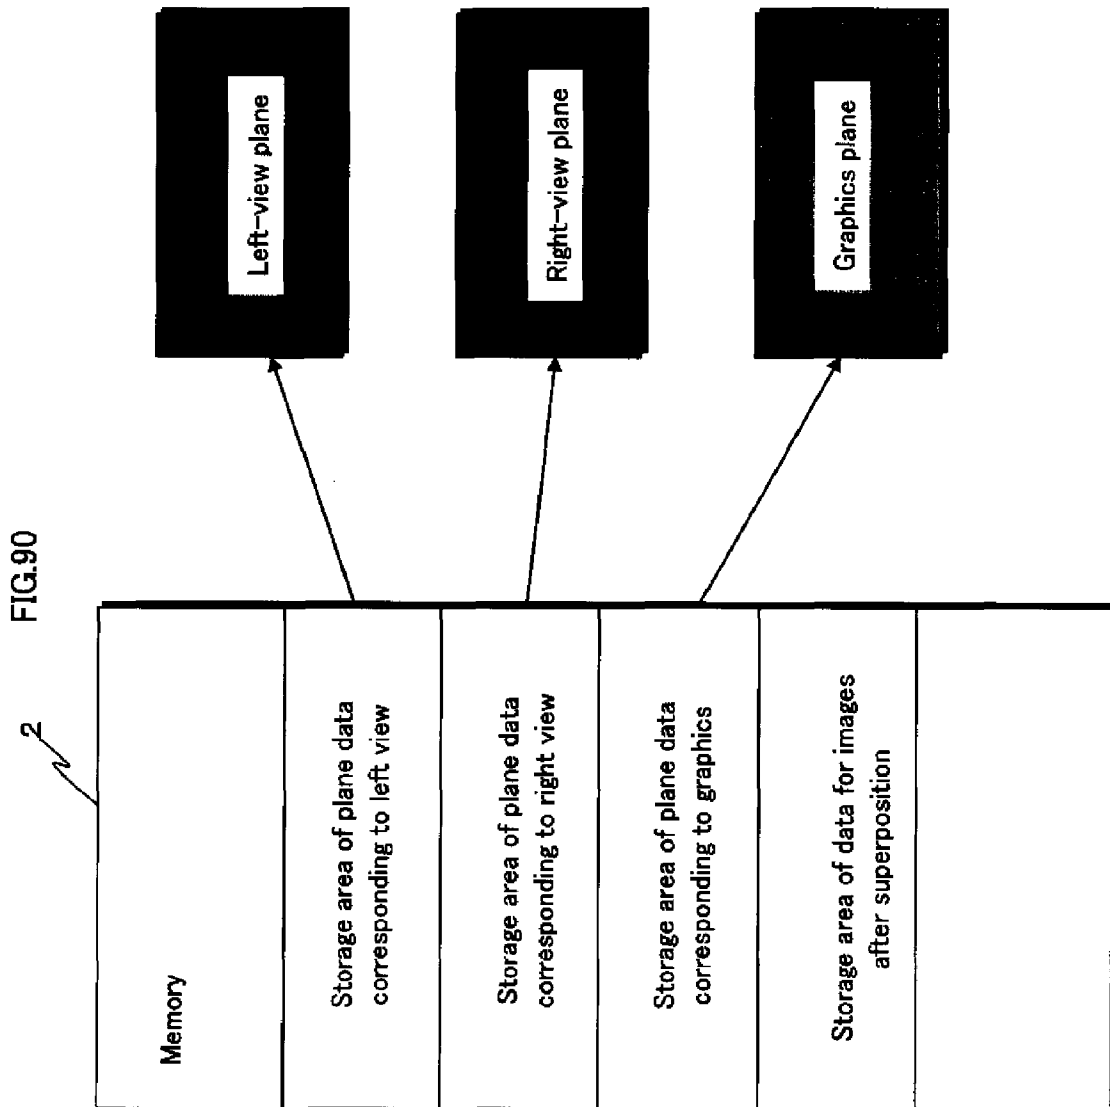 FIG.90
2
Memory
Storage area of plane data
corresponding to left view
Storage area of plane data
corresponding to right view
Storage area of plane data
corresponding to graphics
Storage area of data for images
after superposition
Left-view plane
Right-view plane
Graphics plane